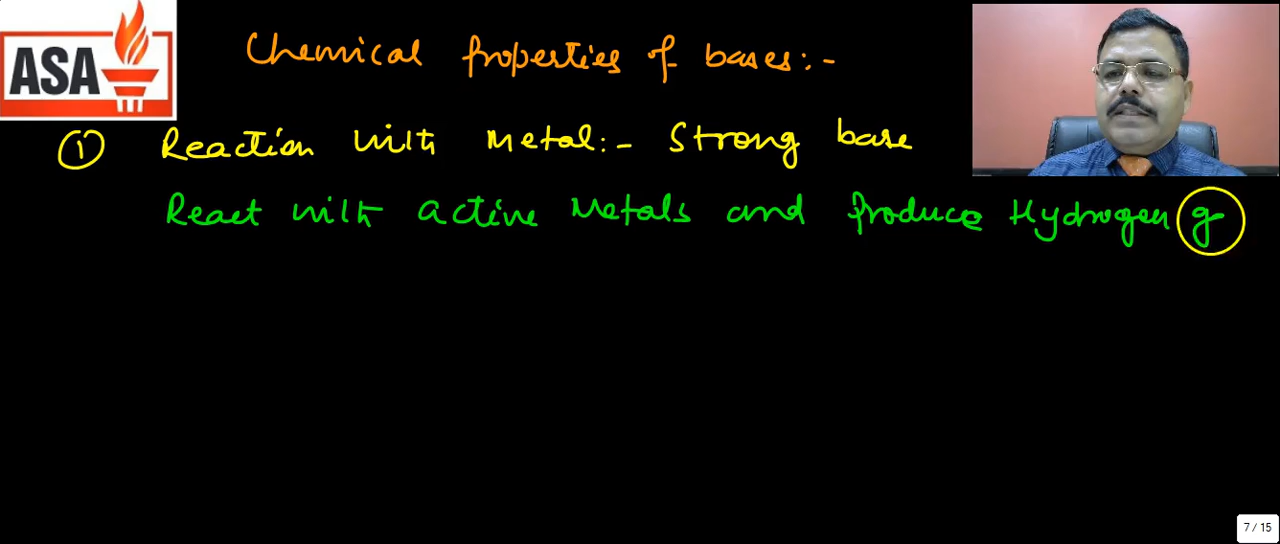 ASA
Chemical properties of bases:-
① Reaction with Metal:- Strong base
React with active Metals and produce Hydrogen g
7 / 15